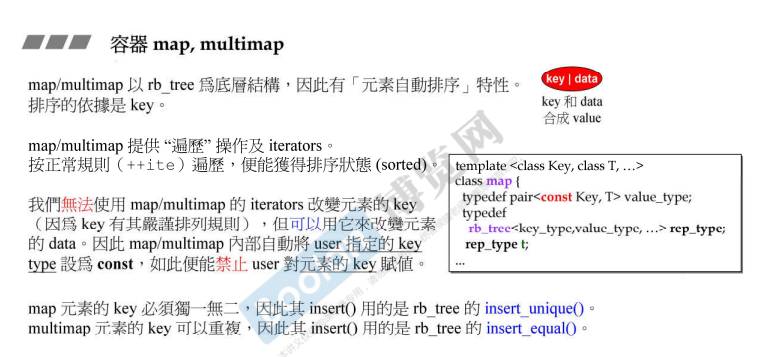 容器 map, multimap
map/multimap 以 rb_tree 爲底層結構，因此有「元素自動排序」特性。
排序的依據是 key。
key | data
key 和 data
合成 value
map/multimap 提供 “遍歷” 操作及 iterators。
按正常規則（++ite）遍歷，便能獲得排序狀態 (sorted)。
我們無法使用 map/multimap 的 iterators 改變元素的 key
（因爲 key 有其嚴謹排列規則），但可以用它來改變元素
的 data。因此 map/multimap 內部自動將 user 指定的 key
type 設爲 const，如此便能禁止 user 對元素的 key 賦值。
template <class Key, class T, …>
class map {
typedef pair<const Key, T> value_type;
typedef
rb_tree<key_type,value_type, …> rep_type;
rep_type t;
...
map 元素的 key 必須獨一無二，因此其 insert() 用的是 rb_tree 的 insert_unique()。
multimap 元素的 key 可以重複，因此其 insert() 用的是 rb_tree 的 insert_equal()。
博览网